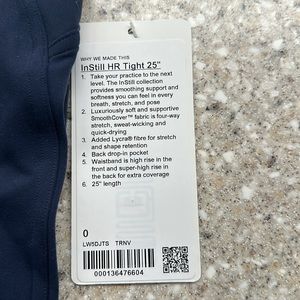 WHY WE MADE THIS
InStill HR Tight 25"
1. Take your practice to the next
level. The InStill collection
provides smoothing support and
softness you can feel in every
breath, stretch, and pose
2. Luxuriously soft and supportive
SmoothCover™ fabric is four-way
stretch, sweat-wicking and
quick-drying
3. Added Lycra® fibre for stretch
and shape retention
4. Back drop-in pocket
5. Waistband is high rise in the
front and super-high rise in
the back for extra coverage
6. 25" length
0
LW5DJTS TRNV
000136476604